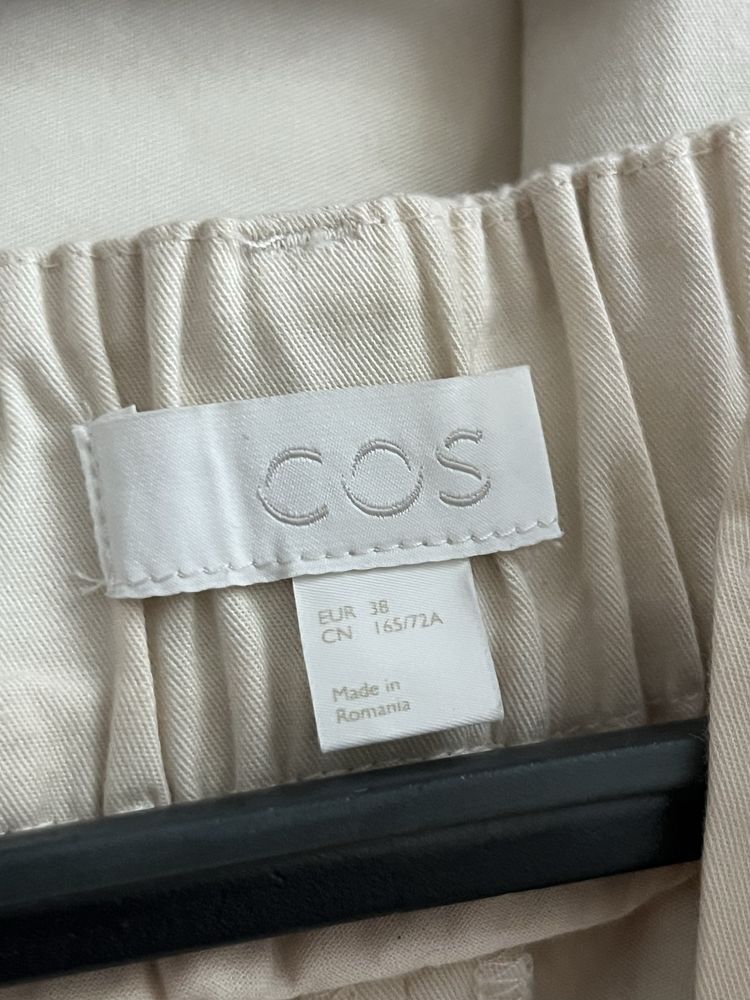 COS
EUR 38
CN 165/72A
Made in
Romania